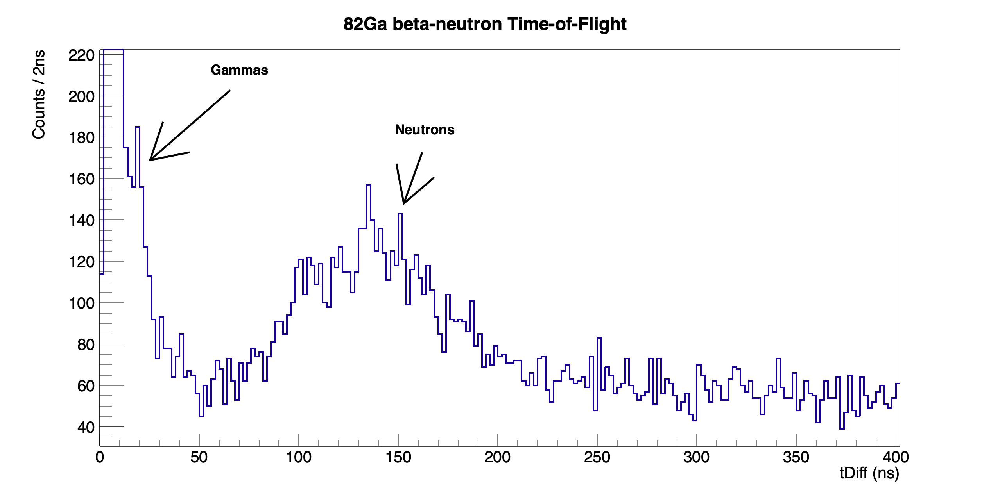 82Ga beta-neutron Time-of-Flight
Counts / 2ns
220
200
180
160
140
120
100
80
60
40
Gammas
Neutrons
0 50 100 150 200 250 300 350 400
tDiff (ns)